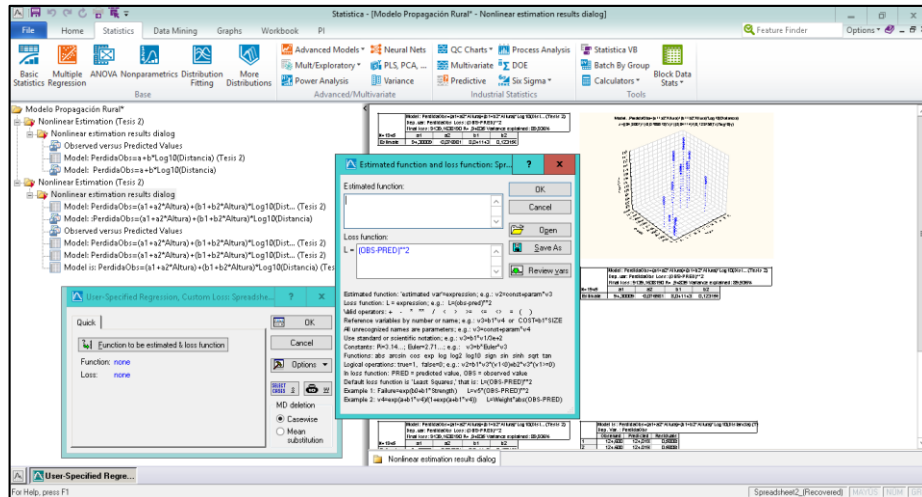 Statistica - [Modelo Propagación Rural* - Nonlinear estimation results dialog]
File Home Statistics Data Mining Graphs Workbook PI
Feature Finder Options
Basic Statistics
Multiple Regression
ANOVA
Nonparametrics
Distribution Fitting
More Distributions
Base
Advanced Models
Mult/Exploratory
Power Analysis
Neural Nets
PLS, PCA, ...
Variance
Advanced/Multivariate
QC Charts
Multivariate
Predictive
Process Analysis
DOE
Six Sigma
Industrial Statistics
Statistica VB
Batch By Group
Calculators
Block Data Stats
Tools
Modelo Propagación Rural*
Nonlinear Estimation (Tesis 2)
Nonlinear estimation results dialog
Observed versus Predicted Values
Model: PerdidaObs=a+b*Log10(Distancia) (Tesis 2)
Model: PerdidaObs=a+b*Log10(Distancia)
Nonlinear Estimation (Tesis 2)
Nonlinear estimation results dialog
Model: PerdidaObs=(a1+a2*Altura)+(b1+b2*Altura)*Log10(Dist... (Tesis 2)
Model: :PerdidaObs=(a1+a2*Altura)+(b1+b2*Altura)*Log10(Distancia)
Observed versus Predicted Values
Model: PerdidaObs=(a1+a2*Altura)+(b1+b2*Altura)*Log10(Dist... (Tesis 2)
Model: PerdidaObs=(a1+a2*Altura)+(b1+b2*Altura)*Log10(Dist... (Tesis 2)
Model is: PerdidaObs=(a1+a2*Altura)+(b1+b2*Altura)*Log10(Distancia) (Tes
User-Specified Regression, Custom Loss: Spreadshe... ? X
Quick
Function to be estimated & loss function
Function: none
Loss: none
OK
Cancel
Options
SELECT CASES S W
MD deletion
Casewise
Mean substitution
Estimated function and loss function: Spr... ? X
Estimated function:
Loss function:
L = (OBS-PRED)**2
OK
Cancel
Open
Save As
Review vars
Estimated function: 'estimated var'=expression; e.g.: v2=const+param*v3
Loss function: L = expression; e.g.: L=(obs-pred)**2
Valid operators: + - * ** / < > >= <= <> = ( )
Reference variables by number or name; e.g.: v3=b1*v4 or COST=b1*SIZE
All unrecognized names are parameters; e.g.: v3=const+param*v4
Use standard or scientific notation; e.g.: v3=b1*v1/3e+2
Constants: Pi=3.14...; Euler=2.71...; e.g.: v3=b*Euler*v3
Functions: abs arcsin cos exp log log2 log10 sign sin sinh sqrt tan
Logical operations: true=1, false=0; e.g.: v2=b1*v3*(v1<0)+b2*v3*(v1>=0)
In loss function: PRED = predicted value, OBS = observed value
Default loss function is 'Least Squares,' that is: L=(OBS-PRED)**2
Example 1: Failure=exp(b0+b1*Strength) L=v5*(OBS-PRED)**2
Example 2: v4=exp(a+b1*v4)/(1+exp(a+b1*v4)) L=Weight*abs(OBS-PRED)
Nonlinear estimation results dialog
User-Specified Regre...
For Help, press F1
Spreadsheet2_(Recovered) MAYUS NUM